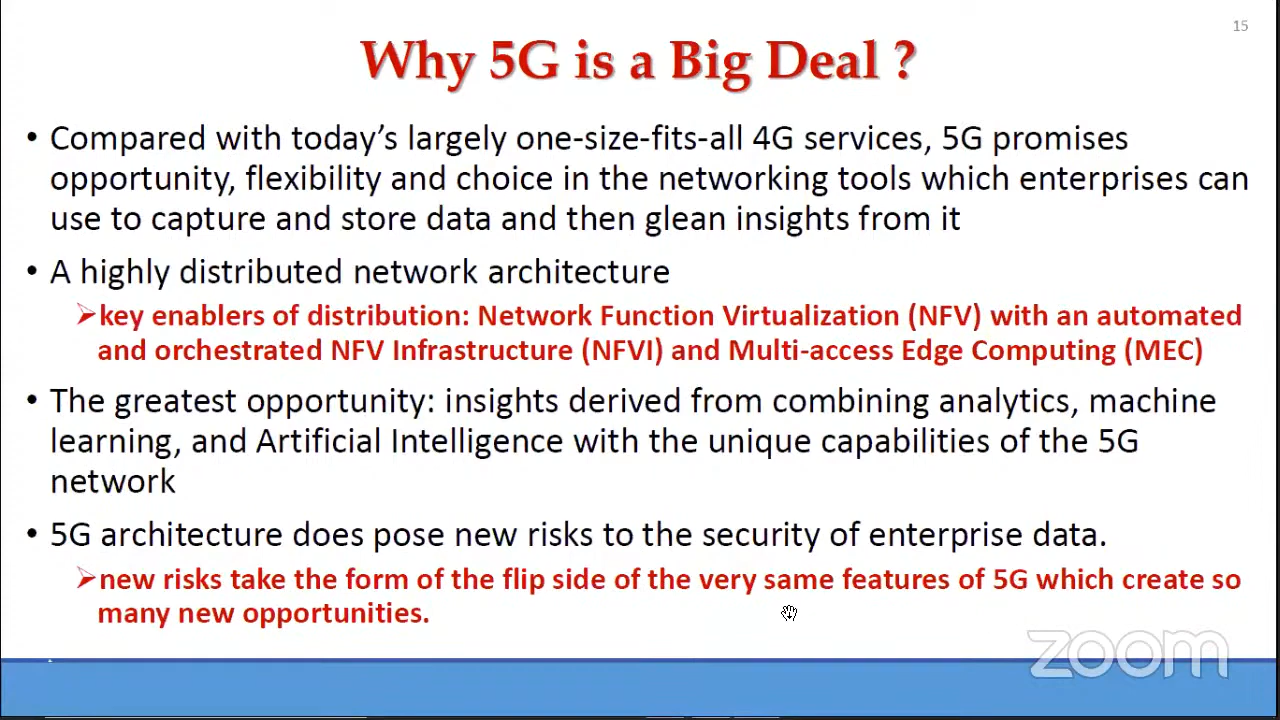 15
Why 5G is a Big Deal ?
• Compared with today’s largely one-size-fits-all 4G services, 5G promises
opportunity, flexibility and choice in the networking tools which enterprises can
use to capture and store data and then glean insights from it
• A highly distributed network architecture
➢key enablers of distribution: Network Function Virtualization (NFV) with an automated
and orchestrated NFV Infrastructure (NFVI) and Multi-access Edge Computing (MEC)
• The greatest opportunity: insights derived from combining analytics, machine
learning, and Artificial Intelligence with the unique capabilities of the 5G
network
• 5G architecture does pose new risks to the security of enterprise data.
➢new risks take the form of the flip side of the very same features of 5G which create so
many new opportunities.
zoom